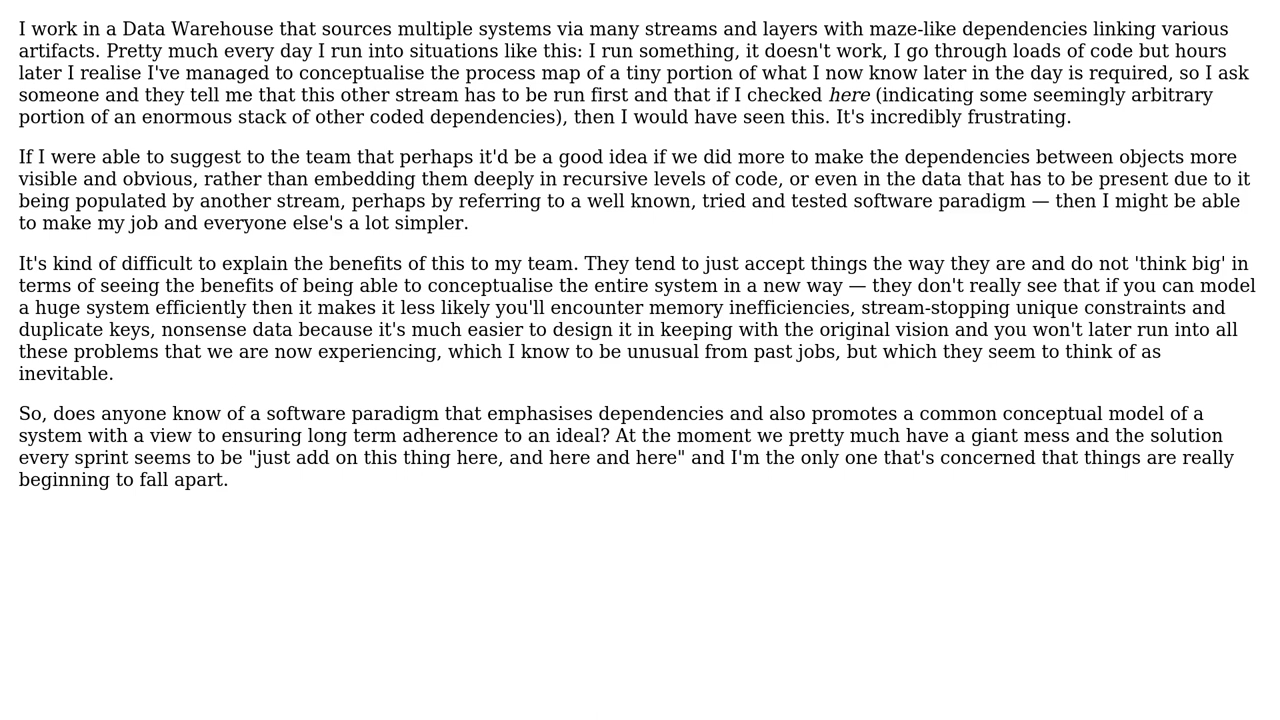 I work in a Data Warehouse that sources multiple systems via many streams and layers with maze-like dependencies linking various
artifacts. Pretty much every day I run into situations like this: I run something, it doesn't work, I go through loads of code but hours
later I realise I've managed to conceptualise the process map of a tiny portion of what I now know later in the day is required, so I ask
someone and they tell me that this other stream has to be run first and that if I checked here (indicating some seemingly arbitrary
portion of an enormous stack of other coded dependencies), then I would have seen this. It's incredibly frustrating.
If I were able to suggest to the team that perhaps it'd be a good idea if we did more to make the dependencies between objects more
visible and obvious, rather than embedding them deeply in recursive levels of code, or even in the data that has to be present due to it
being populated by another stream, perhaps by referring to a well known, tried and tested software paradigm — then I might be able
to make my job and everyone else's a lot simpler.
It's kind of difficult to explain the benefits of this to my team. They tend to just accept things the way they are and do not 'think big' in
terms of seeing the benefits of being able to conceptualise the entire system in a new way — they don't really see that if you can model
a huge system efficiently then it makes it less likely you'll encounter memory inefficiencies, stream-stopping unique constraints and
duplicate keys, nonsense data because it's much easier to design it in keeping with the original vision and you won't later run into all
these problems that we are now experiencing, which I know to be unusual from past jobs, but which they seem to think of as
inevitable.
So, does anyone know of a software paradigm that emphasises dependencies and also promotes a common conceptual model of a
system with a view to ensuring long term adherence to an ideal? At the moment we pretty much have a giant mess and the solution
every sprint seems to be "just add on this thing here, and here and here" and I'm the only one that's concerned that things are really
beginning to fall apart.